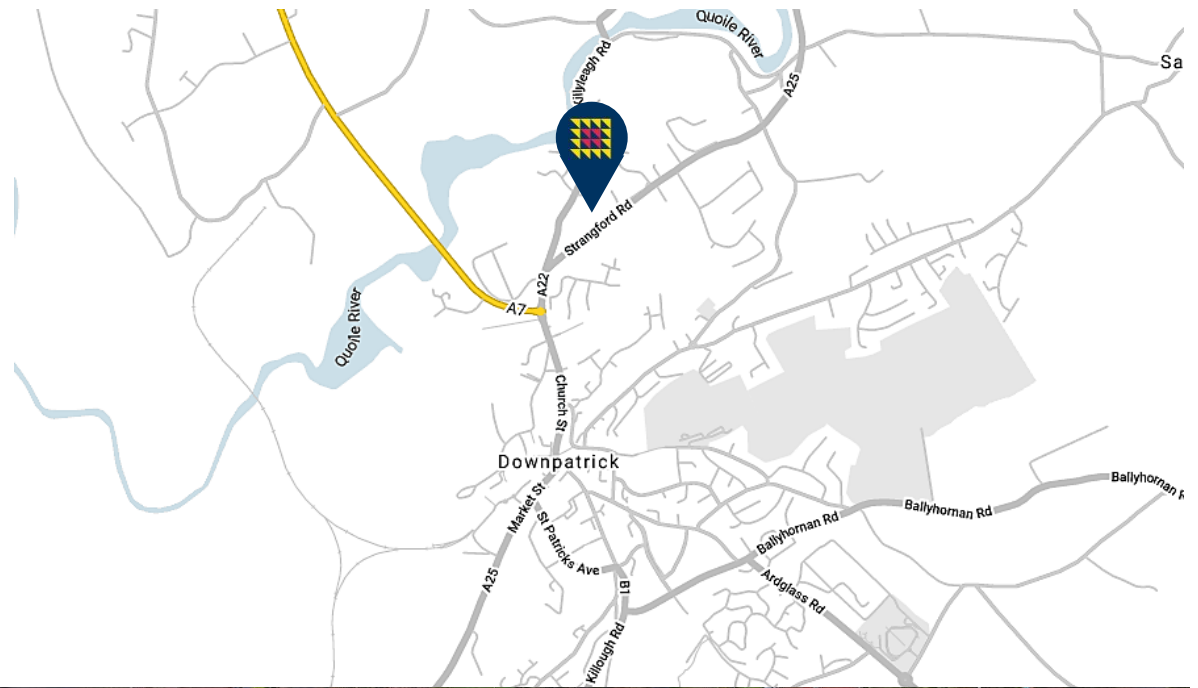 Quoile River
Killyleagh Rd
A25
Sa
Strangford Rd
A22
A7
Quoile River
Church St
Downpatrick
Market St
St Patricks Ave
A25
B1
Killough Rd
Ballyhornan Rd
Ballyhornan Rd
Ballyhornan R
Ardglass Rd